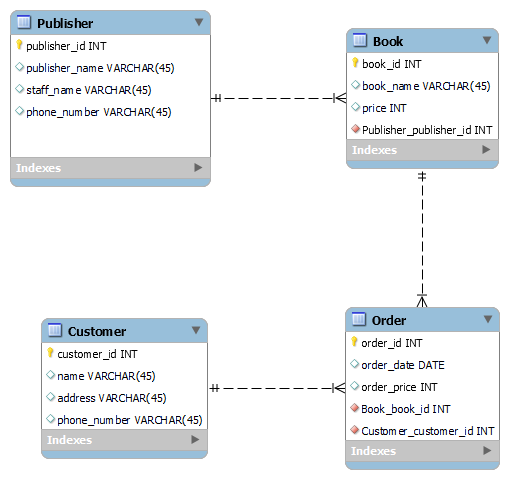 Publisher
publisher_id INT
publisher_name VARCHAR(45)
staff_name VARCHAR(45)
phone_number VARCHAR(45)
Indexes
Book
book_id INT
book_name VARCHAR(45)
price INT
Publisher_publisher_id INT
Indexes
Customer
customer_id INT
name VARCHAR(45)
address VARCHAR(45)
phone_number VARCHAR(45)
Indexes
Order
order_id INT
order_date DATE
order_price INT
Book_book_id INT
Customer_customer_id INT
Indexes